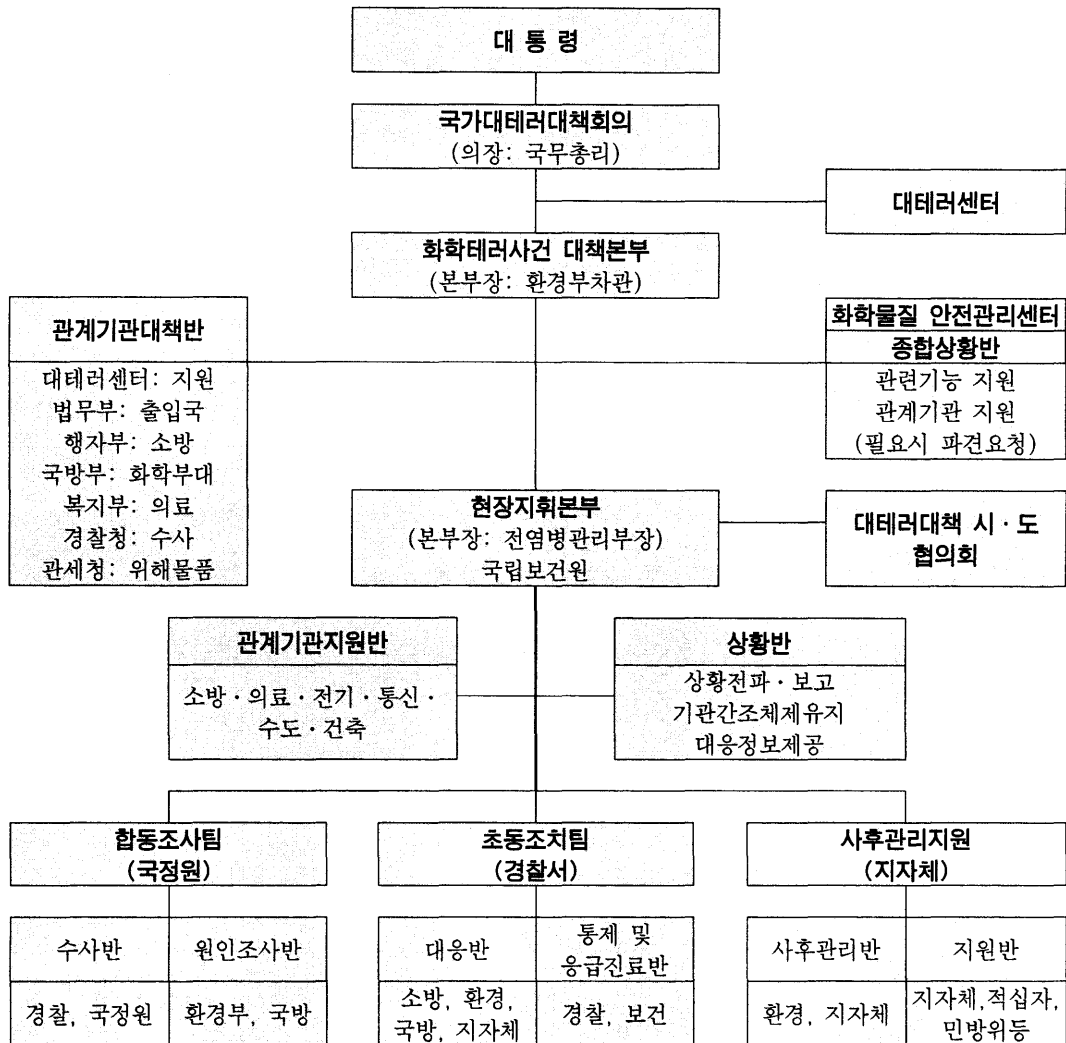 대 통 령
국가대테러대책회의
(의장: 국무총리)
대테러센터
화학테러사건 대책본부
(본부장: 환경부차관)
관계기관대책반
대테러센터: 지원
법무부: 출입국
행자부: 소방
국방부: 화학부대
복지부: 의료
경찰청: 수사
관세청: 위해물품
화학물질 안전관리센터
종합상황반
관련기능 지원
관계기관 지원
(필요시 파견요청)
현장지휘본부
(본부장: 전염병관리부장)
국립보건원
대테러대책 시 · 도
협의회
관계기관지원반
소방 · 의료 · 전기 · 통신 ·
수도 · 건축
상황반
상황전파 · 보고
기관간조체제유지
대응정보제공
합동조사팀
(국정원)
수사반
경찰, 국정원
원인조사반
환경부, 국방
초동조치팀
(경찰서)
대응반
소방, 환경,
국방, 지자체
통제 및
응급진료반
경찰, 보건
사후관리지원
(지자체)
사후관리반
환경, 지자체
지원반
지자체,적십자,
민방위등